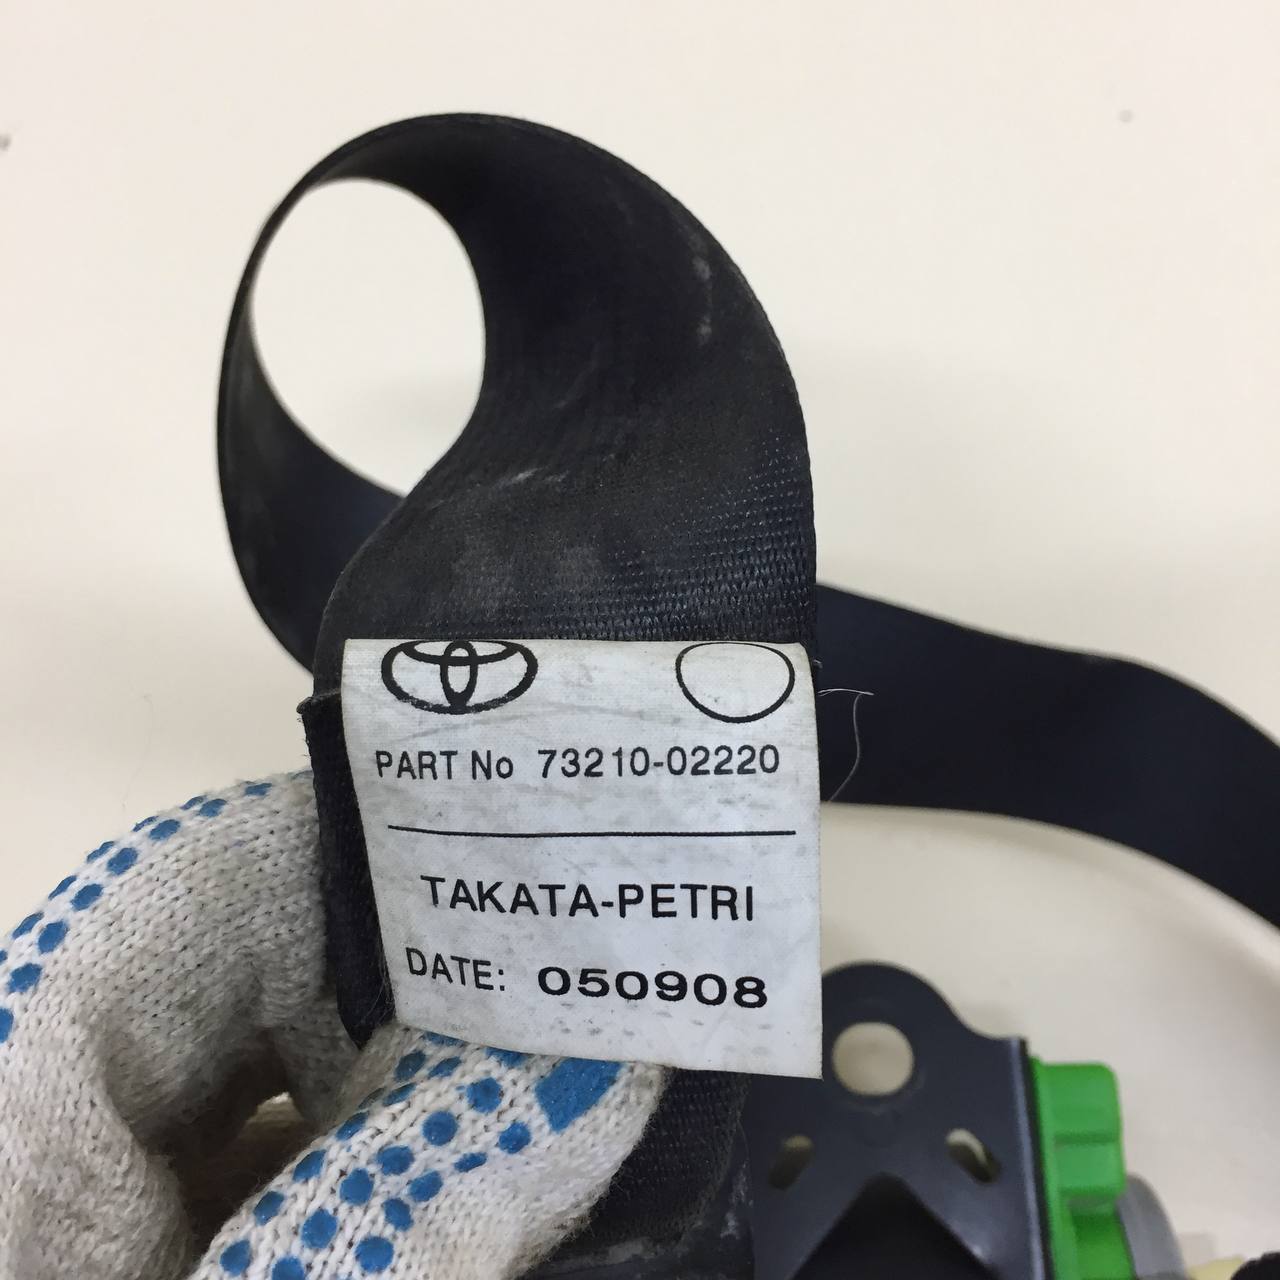 PART No 73210-02220
TAKATA-PETRI
DATE: 050908